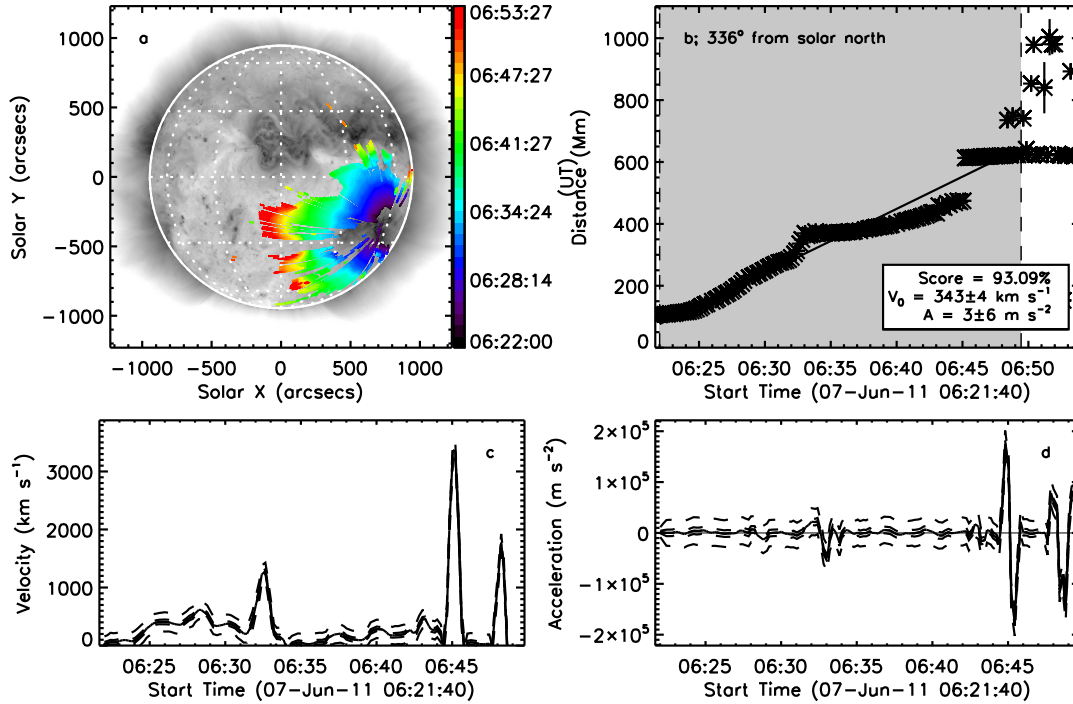 a
1000
500
0
−500
−1000
Solar Y (arcsecs)
−1000 −500 0 500 1000
Solar X (arcsecs)
06:53:27
06:47:27
06:41:27
06:34:24
06:28:14
06:22:00
(UT)
b; 336° from solar north
1000
800
600
400
200
0
Distance (Mm)
Score = 93.09%
V₀ = 343±4 km s⁻¹
A = 3±6 m s⁻²
06:25 06:30 06:35 06:40 06:45 06:50
Start Time (07-Jun-11 06:21:40)
c
3000
2000
1000
0
Velocity (km s⁻¹)
06:25 06:30 06:35 06:40 06:45
Start Time (07-Jun-11 06:21:40)
d
2×10⁵
1×10⁵
0
−1×10⁵
−2×10⁵
Acceleration (m s⁻²)
06:25 06:30 06:35 06:40 06:45
Start Time (07-Jun-11 06:21:40)